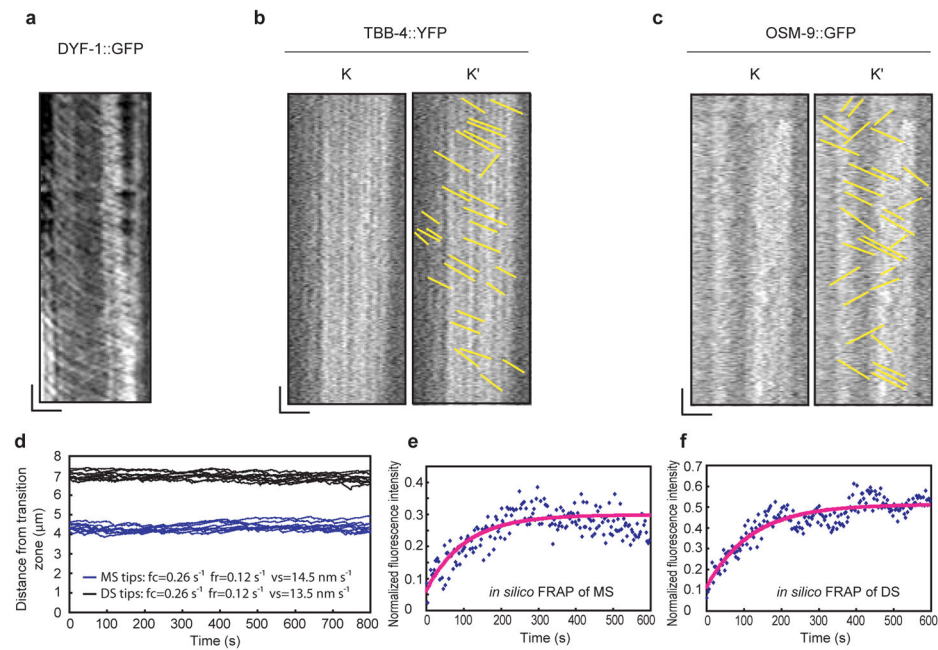 a
DYF-1::GFP
b
TBB-4::YFP
K
K'
c
OSM-9::GFP
K
K'
d
Distance from transition
zone (μm)
8
7
6
5
4
3
2
1
0
MS tips: fc=0.26 s⁻¹ fr=0.12 s⁻¹ vs=14.5 nm s⁻¹
DS tips: fc=0.26 s⁻¹ fr=0.12 s⁻¹ vs=13.5 nm s⁻¹
0 100 200 300 400 500 600 700 800
Time (s)
e
Normalized fluorescence intensity
0.4
0.3
0.2
0.1
0
in silico FRAP of MS
0 100 200 300 400 500 600
Time (s)
f
Normalized fluorescence intensity
0.7
0.6
0.5
0.4
0.3
0.2
0.1
0
in silico FRAP of DS
0 100 200 300 400 500 600
Time (s)